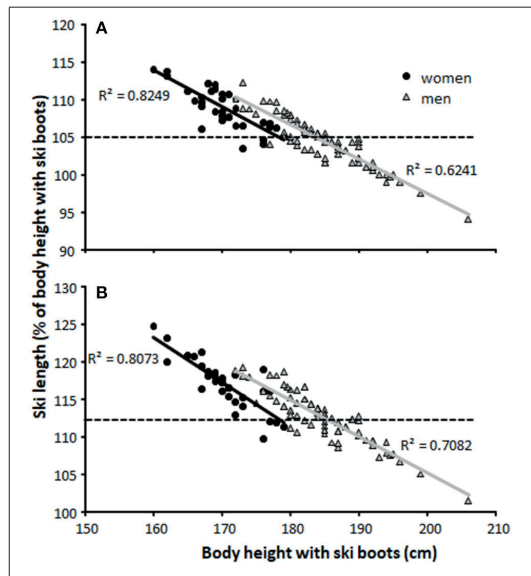 A
120
115
110
105
100
95
90
R² = 0.8249
women
men
0.6241
Ski length (% of body height with ski boots)
B
130
125
120
115
110
105
100
R² = 0.8073
R² = 0.7082
150 160 170 180 190 200 210
Body height with ski boots (cm)